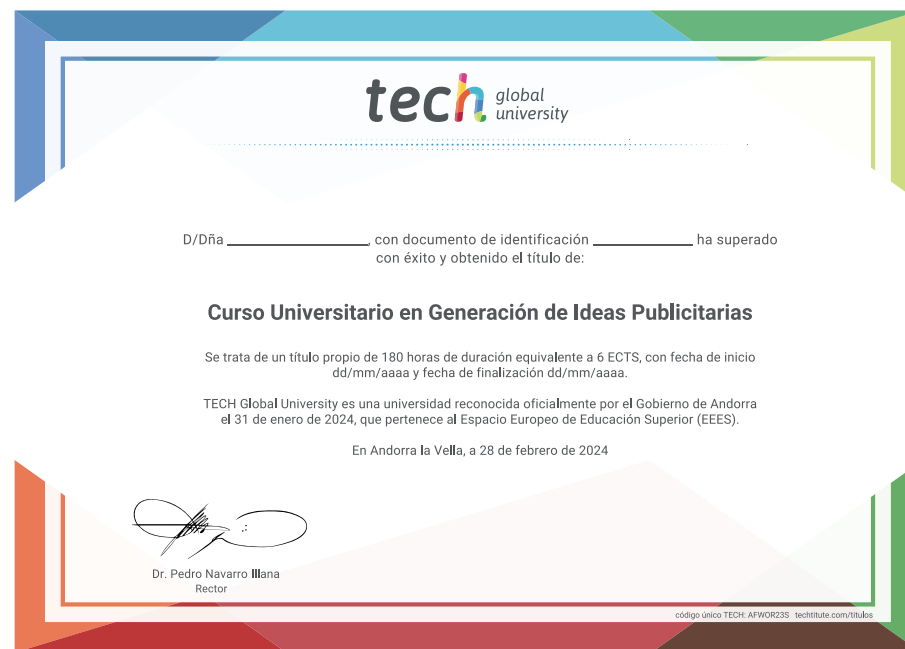 tech global
university
D/Dña ____________________, con documento de identificación ______________ ha superado
con éxito y obtenido el título de:
Curso Universitario en Generación de Ideas Publicitarias
Se trata de un título propio de 180 horas de duración equivalente a 6 ECTS, con fecha de inicio
dd/mm/aaaa y fecha de finalización dd/mm/aaaa.
TECH Global University es una universidad reconocida oficialmente por el Gobierno de Andorra
el 31 de enero de 2024, que pertenece al Espacio Europeo de Educación Superior (EEES).
En Andorra la Vella, a 28 de febrero de 2024
Dr. Pedro Navarro Illana
Rector
código único TECH: AFWOR23S techtitute.com/titulos